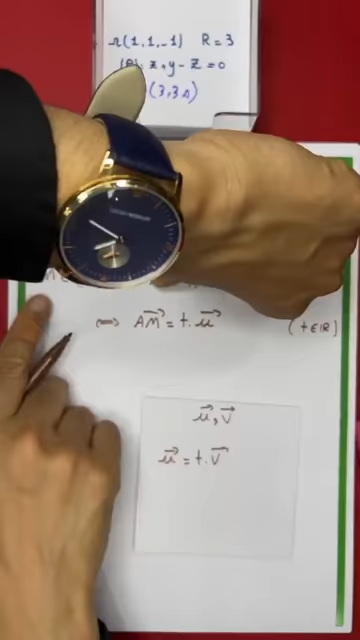 Ω(1,1,-1) R=3
(P): x+y-z=0
(3,3,1)
⟺ AM⃗ = t.u⃗ (t∈ℝ)
u⃗, v⃗
u⃗ = t.v⃗